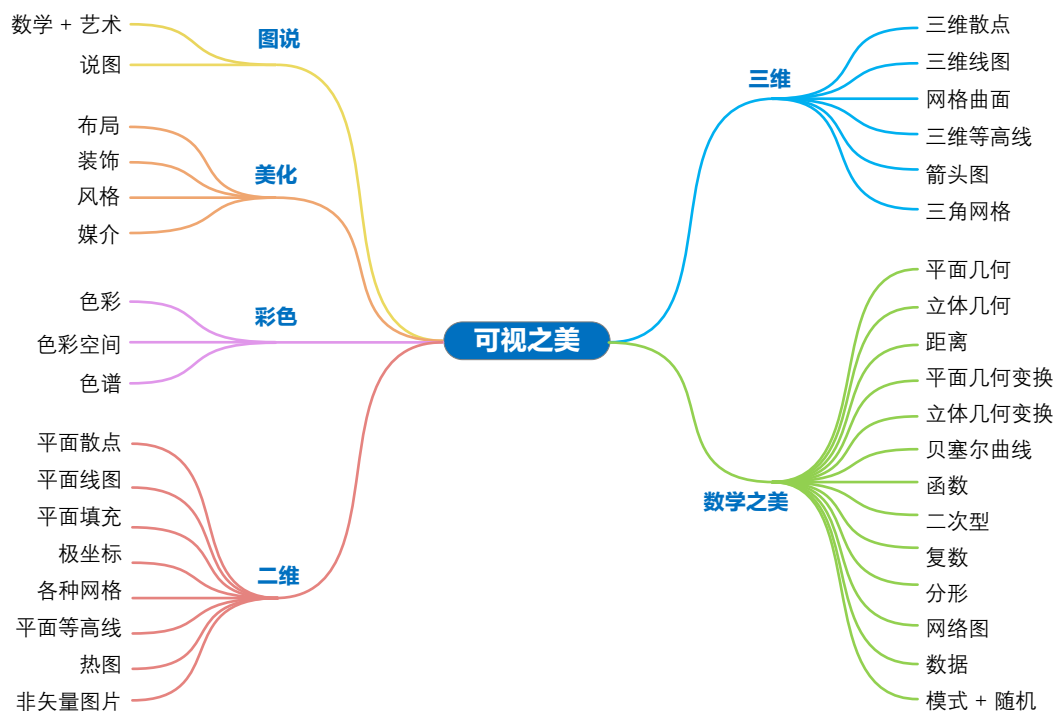 可视之美
图说
数学 + 艺术
说图
美化
布局
装饰
风格
媒介
彩色
色彩
色彩空间
色谱
二维
平面散点
平面线图
平面填充
极坐标
各种网格
平面等高线
热图
非矢量图片
三维
三维散点
三维线图
网格曲面
三维等高线
箭头图
三角网格
数学之美
平面几何
立体几何
距离
平面几何变换
立体几何变换
贝塞尔曲线
函数
二次型
复数
分形
网络图
数据
模式 + 随机